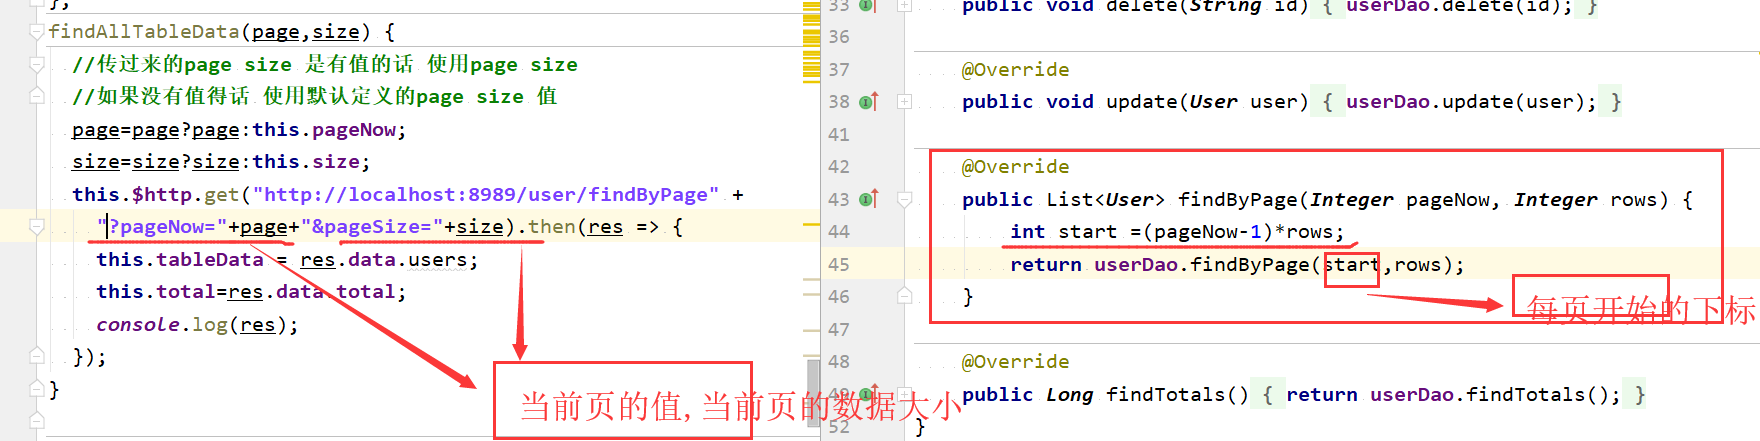 };
findAllTableData(page,size) {
//传过来的page size 是有值的话 使用page size
//如果没有值得话 使用默认定义的page size 值
page=page?page:this.pageNow;
size=size?size:this.size;
this.$http.get("http://localhost:8989/user/findByPage" +
"?pageNow="+page+"&pageSize="+size).then(res => {
this.tableData = res.data.users;
this.total=res.data.total;
console.log(res);
});
}
当前页的值,当前页的数据大小
33 public void delete(String id) { userDao.delete(id); }
36
37 @Override
38 public void update(User user) { userDao.update(user); }
41
42 @Override
43 public List<User> findByPage(Integer pageNow, Integer rows) {
44 int start =(pageNow-1)*rows;
45 return userDao.findByPage(start,rows);
46 }
每页开始的下标
47
48 @Override
49 public Long findTotals() { return userDao.findTotals(); }
52 }